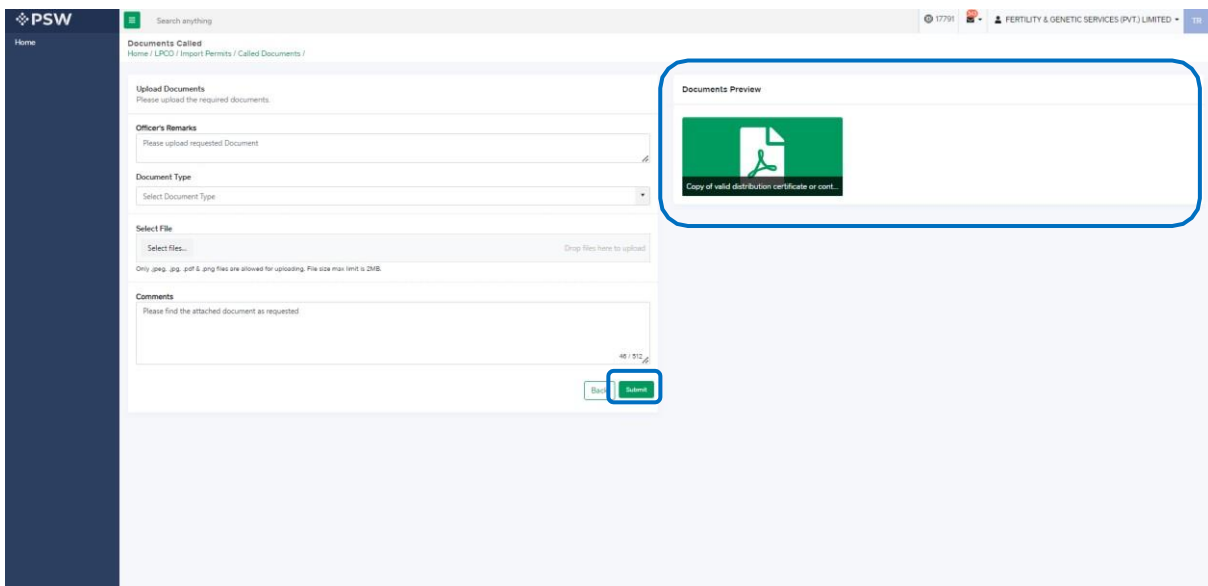 PSW
Search anything
17791
FERTILITY & GENETIC SERVICES (PVT.) LIMITED
TR
Home
Documents Called
Home / LPCO / Import Permits / Called Documents /
Upload Documents
Please upload the required documents.
Officer's Remarks
Please upload requested Document
Document Type
Select Document Type
Select File
Select files...
Drop files here to upload
Only .jpeg, .jpg, .pdf & .png files are allowed for uploading. File size max limit is 2MB.
Comments
Please find the attached document as requested
46 / 512
Back
Submit
Documents Preview
Copy of valid distribution certificate or cont...